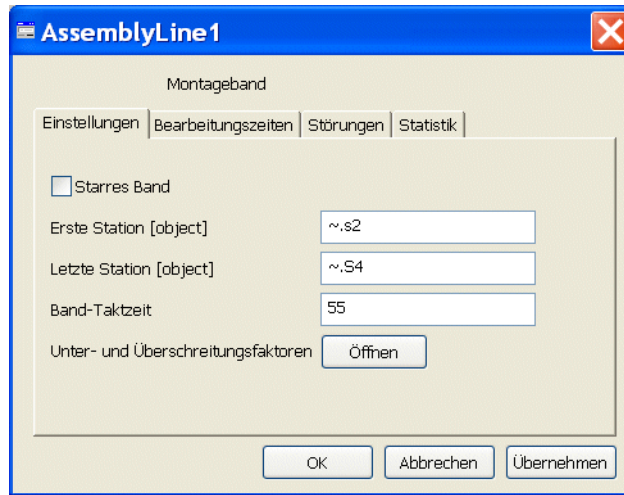 AssemblyLine1
Montageband
Einstellungen Bearbeitungszeiten Störungen Statistik
Starres Band
Erste Station [object] ~.s2
Letzte Station [object] ~.S4
Band-Taktzeit 55
Unter- und Überschreitungsfaktoren Öffnen
OK Abbrechen Übernehmen